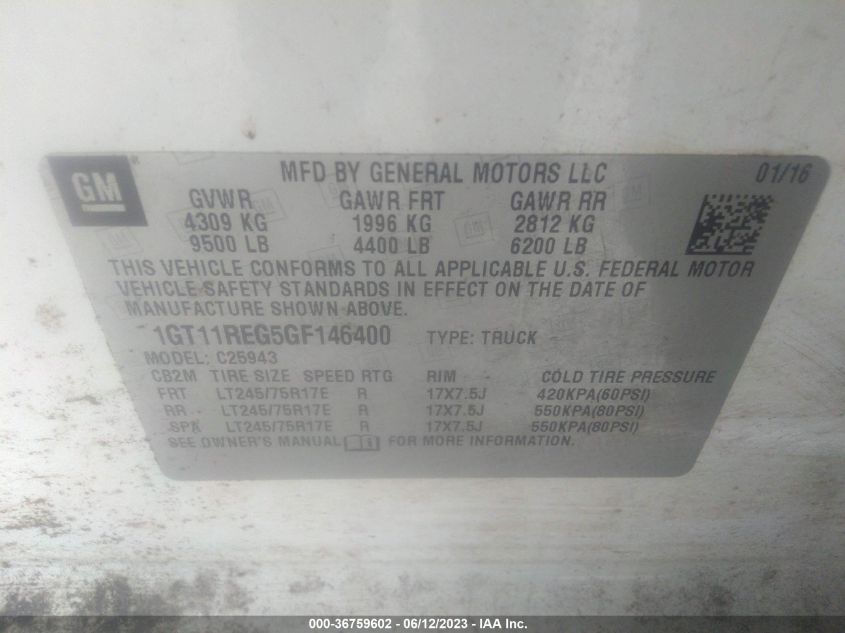 GM
MFD BY GENERAL MOTORS LLC 01/16
GVWR GAWR FRT GAWR RR
4309 KG 1996 KG 2812 KG
9500 LB 4400 LB 6200 LB
THIS VEHICLE CONFORMS TO ALL APPLICABLE U.S. FEDERAL MOTOR
VEHICLE SAFETY STANDARDS IN EFFECT ON THE DATE OF
MANUFACTURE SHOWN ABOVE.
1GT11REG5GF146400 TYPE: TRUCK
MODEL: C25943
CB2M TIRE SIZE SPEED RTG RIM COLD TIRE PRESSURE
FRT LT245/75R17E R 17X7.5J 420KPA(60PSI)
RR LT245/75R17E R 17X7.5J 550KPA(80PSI)
SPA LT245/75R17E R 17X7.5J 550KPA(80PSI)
SEE OWNER'S MANUAL FOR MORE INFORMATION.
000-36759602 - 06/12/2023 - IAA Inc.